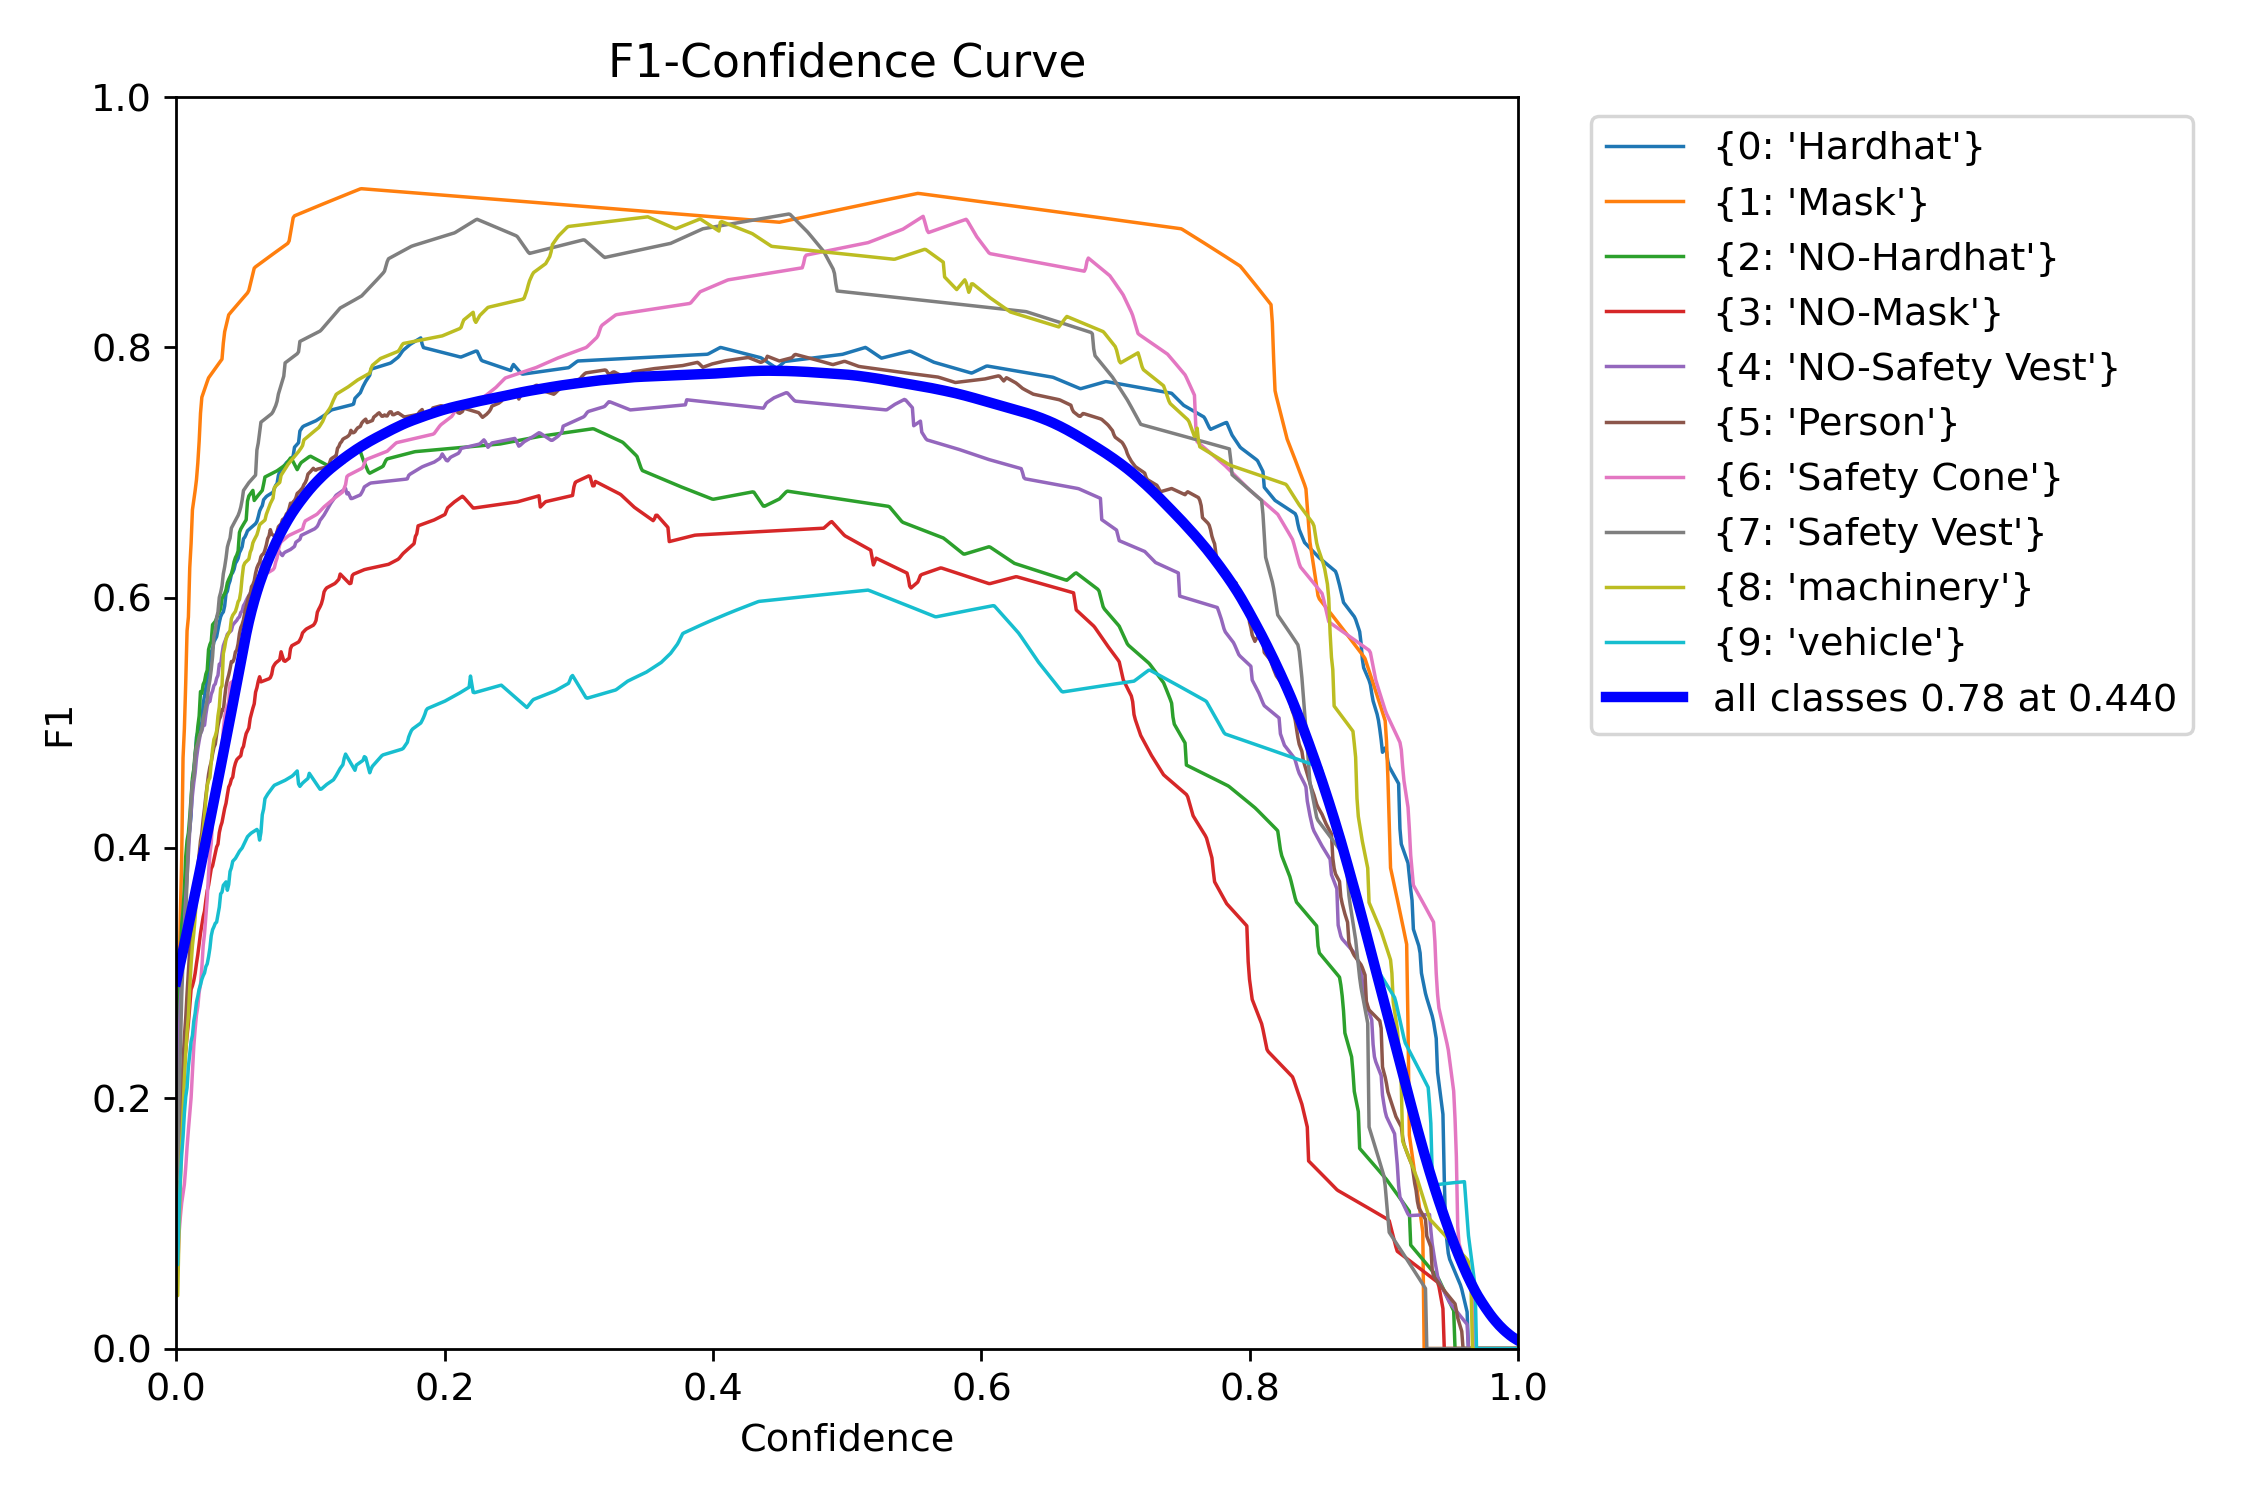 F1-Confidence Curve
1.0
0.8
0.6
0.4
0.2
0.0
F1
0.0 0.2 0.4 0.6 0.8 1.0
Confidence
{0: 'Hardhat'}
{1: 'Mask'}
{2: 'NO-Hardhat'}
{3: 'NO-Mask'}
{4: 'NO-Safety Vest'}
{5: 'Person'}
{6: 'Safety Cone'}
{7: 'Safety Vest'}
{8: 'machinery'}
{9: 'vehicle'}
all classes 0.78 at 0.440